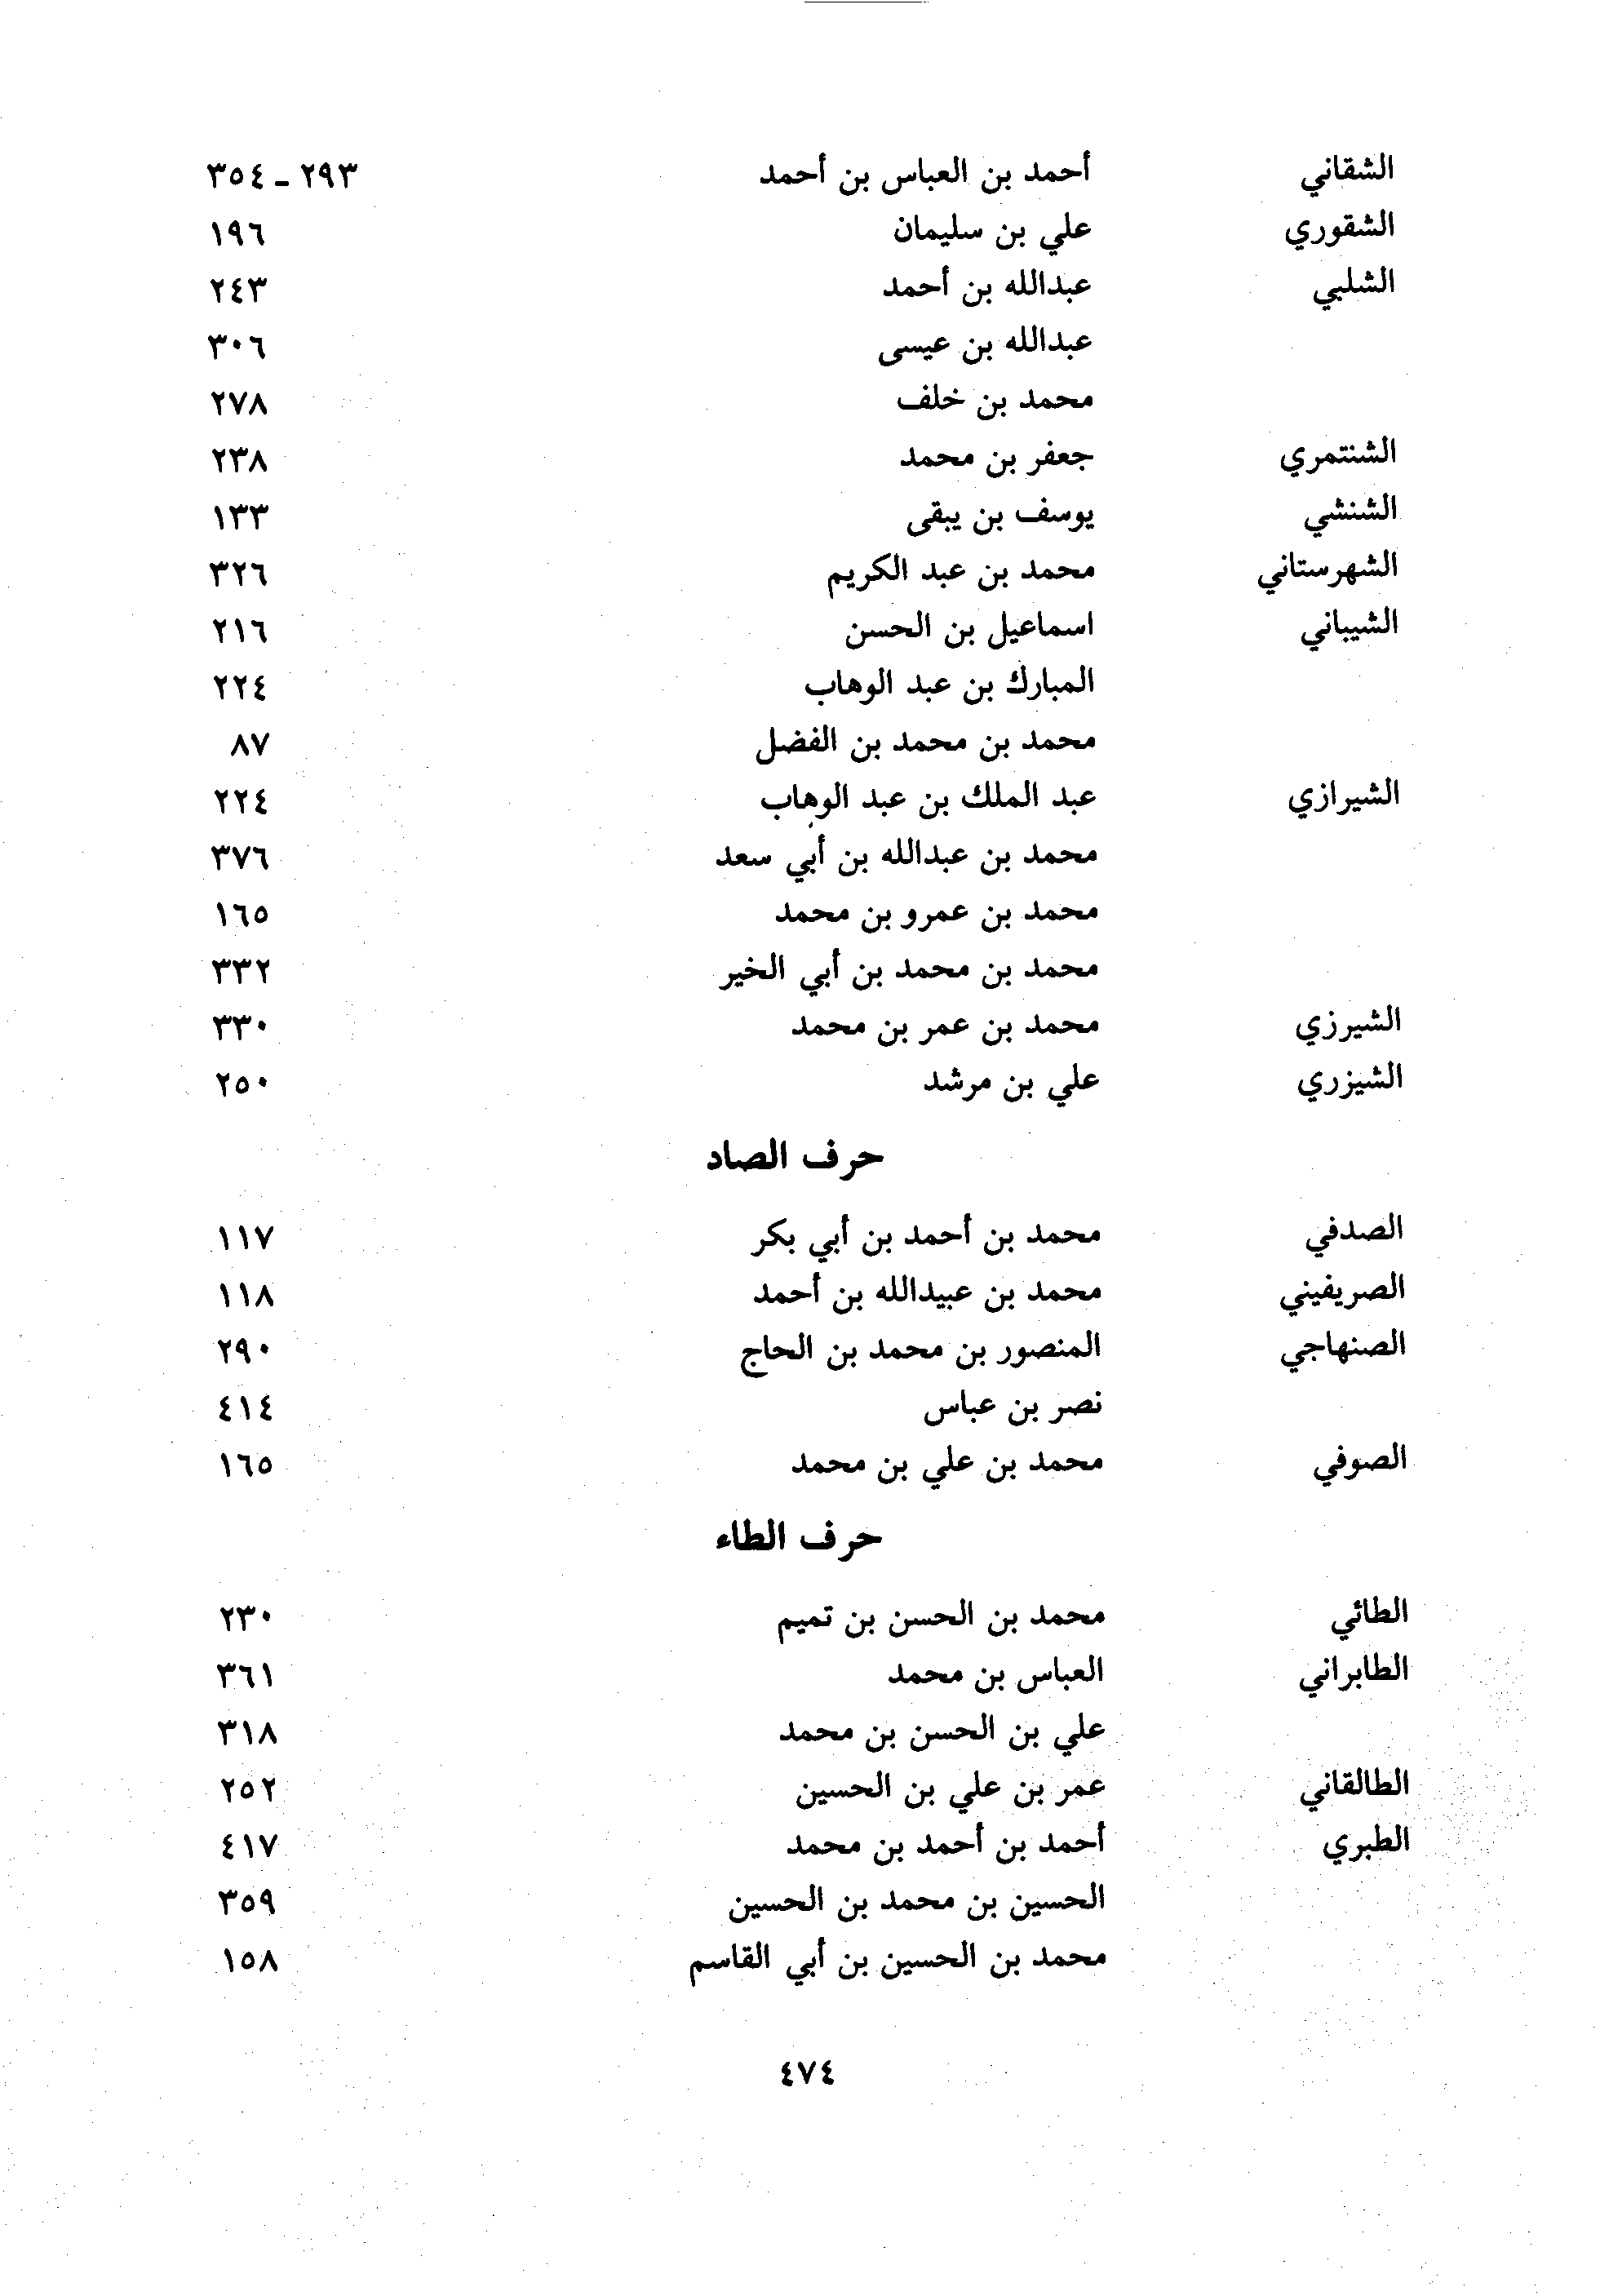 الشقاني أحمد بن العباس بن أحمد ٢٩٣ - ٣٥٤
الشقوري علي بن سليمان ١٩٦
الشلبي عبدالله بن أحمد ٢٤٣
عبدالله بن عيسى ٣٠٦
محمد بن خلف ٢٧٨
الشنتمري جعفر بن محمد ٢٣٨
الشنشي يوسف بن يبقى ١٣٣
الشهرستاني محمد بن عبد الكريم ٣٢٦
الشيباني اسماعيل بن الحسن ٢١٦
المبارك بن عبد الوهاب ٢٢٤
محمد بن محمد بن الفضل ٨٧
الشيرازي عبد الملك بن عبد الوهاب ٢٢٤
محمد بن عبدالله بن أبي سعد ٣٧٦
محمد بن عمرو بن محمد ١٦٥
محمد بن محمد بن أبي الخير ٣٣٢
الشيرزي محمد بن عمر بن محمد ٣٣٠
الشيزري علي بن مرشد ٢٥٠
حرف الصاد
الصدفي محمد بن أحمد بن أبي بكر ١١٧
الصريفيني محمد بن عبيدالله بن أحمد ١١٨
الصنهاجي المنصور بن محمد بن الحاج ٢٩٠
نصر بن عباس ٤١٤
الصوفي محمد بن علي بن محمد ١٦٥
حرف الطاء
الطائي محمد بن الحسن بن تميم ٢٣٠
الطابراني العباس بن محمد ٣٦١
علي بن الحسن بن محمد ٣١٨
الطالقاني عمر بن علي بن الحسين ٢٥٢
الطبري أحمد بن أحمد بن محمد ٤١٧
الحسين بن محمد بن الحسين ٣٥٩
محمد بن الحسين بن أبي القاسم ١٥٨
٤٧٤